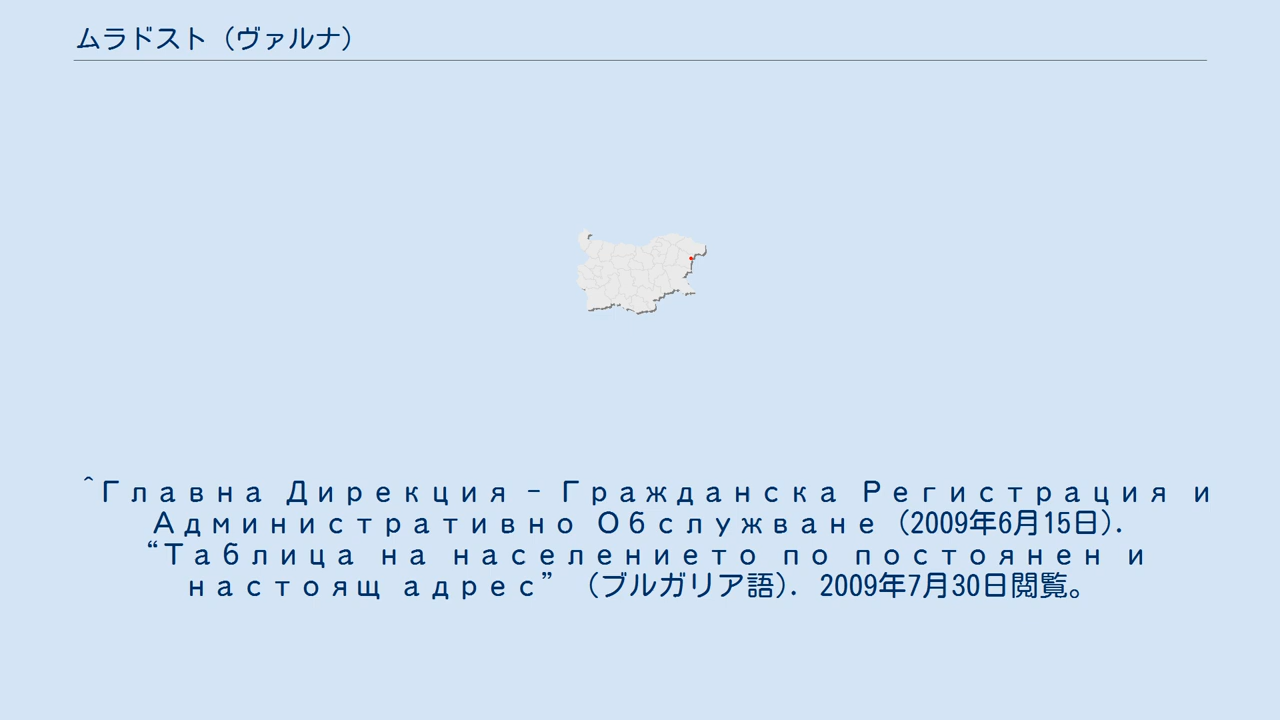 ムラドスト（ヴァルナ）
^Главна Дирекция - Гражданска Регистрация и
Административно Обслужване (2009年6月15日).
“Таблица на населението по постоянен и
настоящ адрес” (ブルガリア語). 2009年7月30日閲覧。